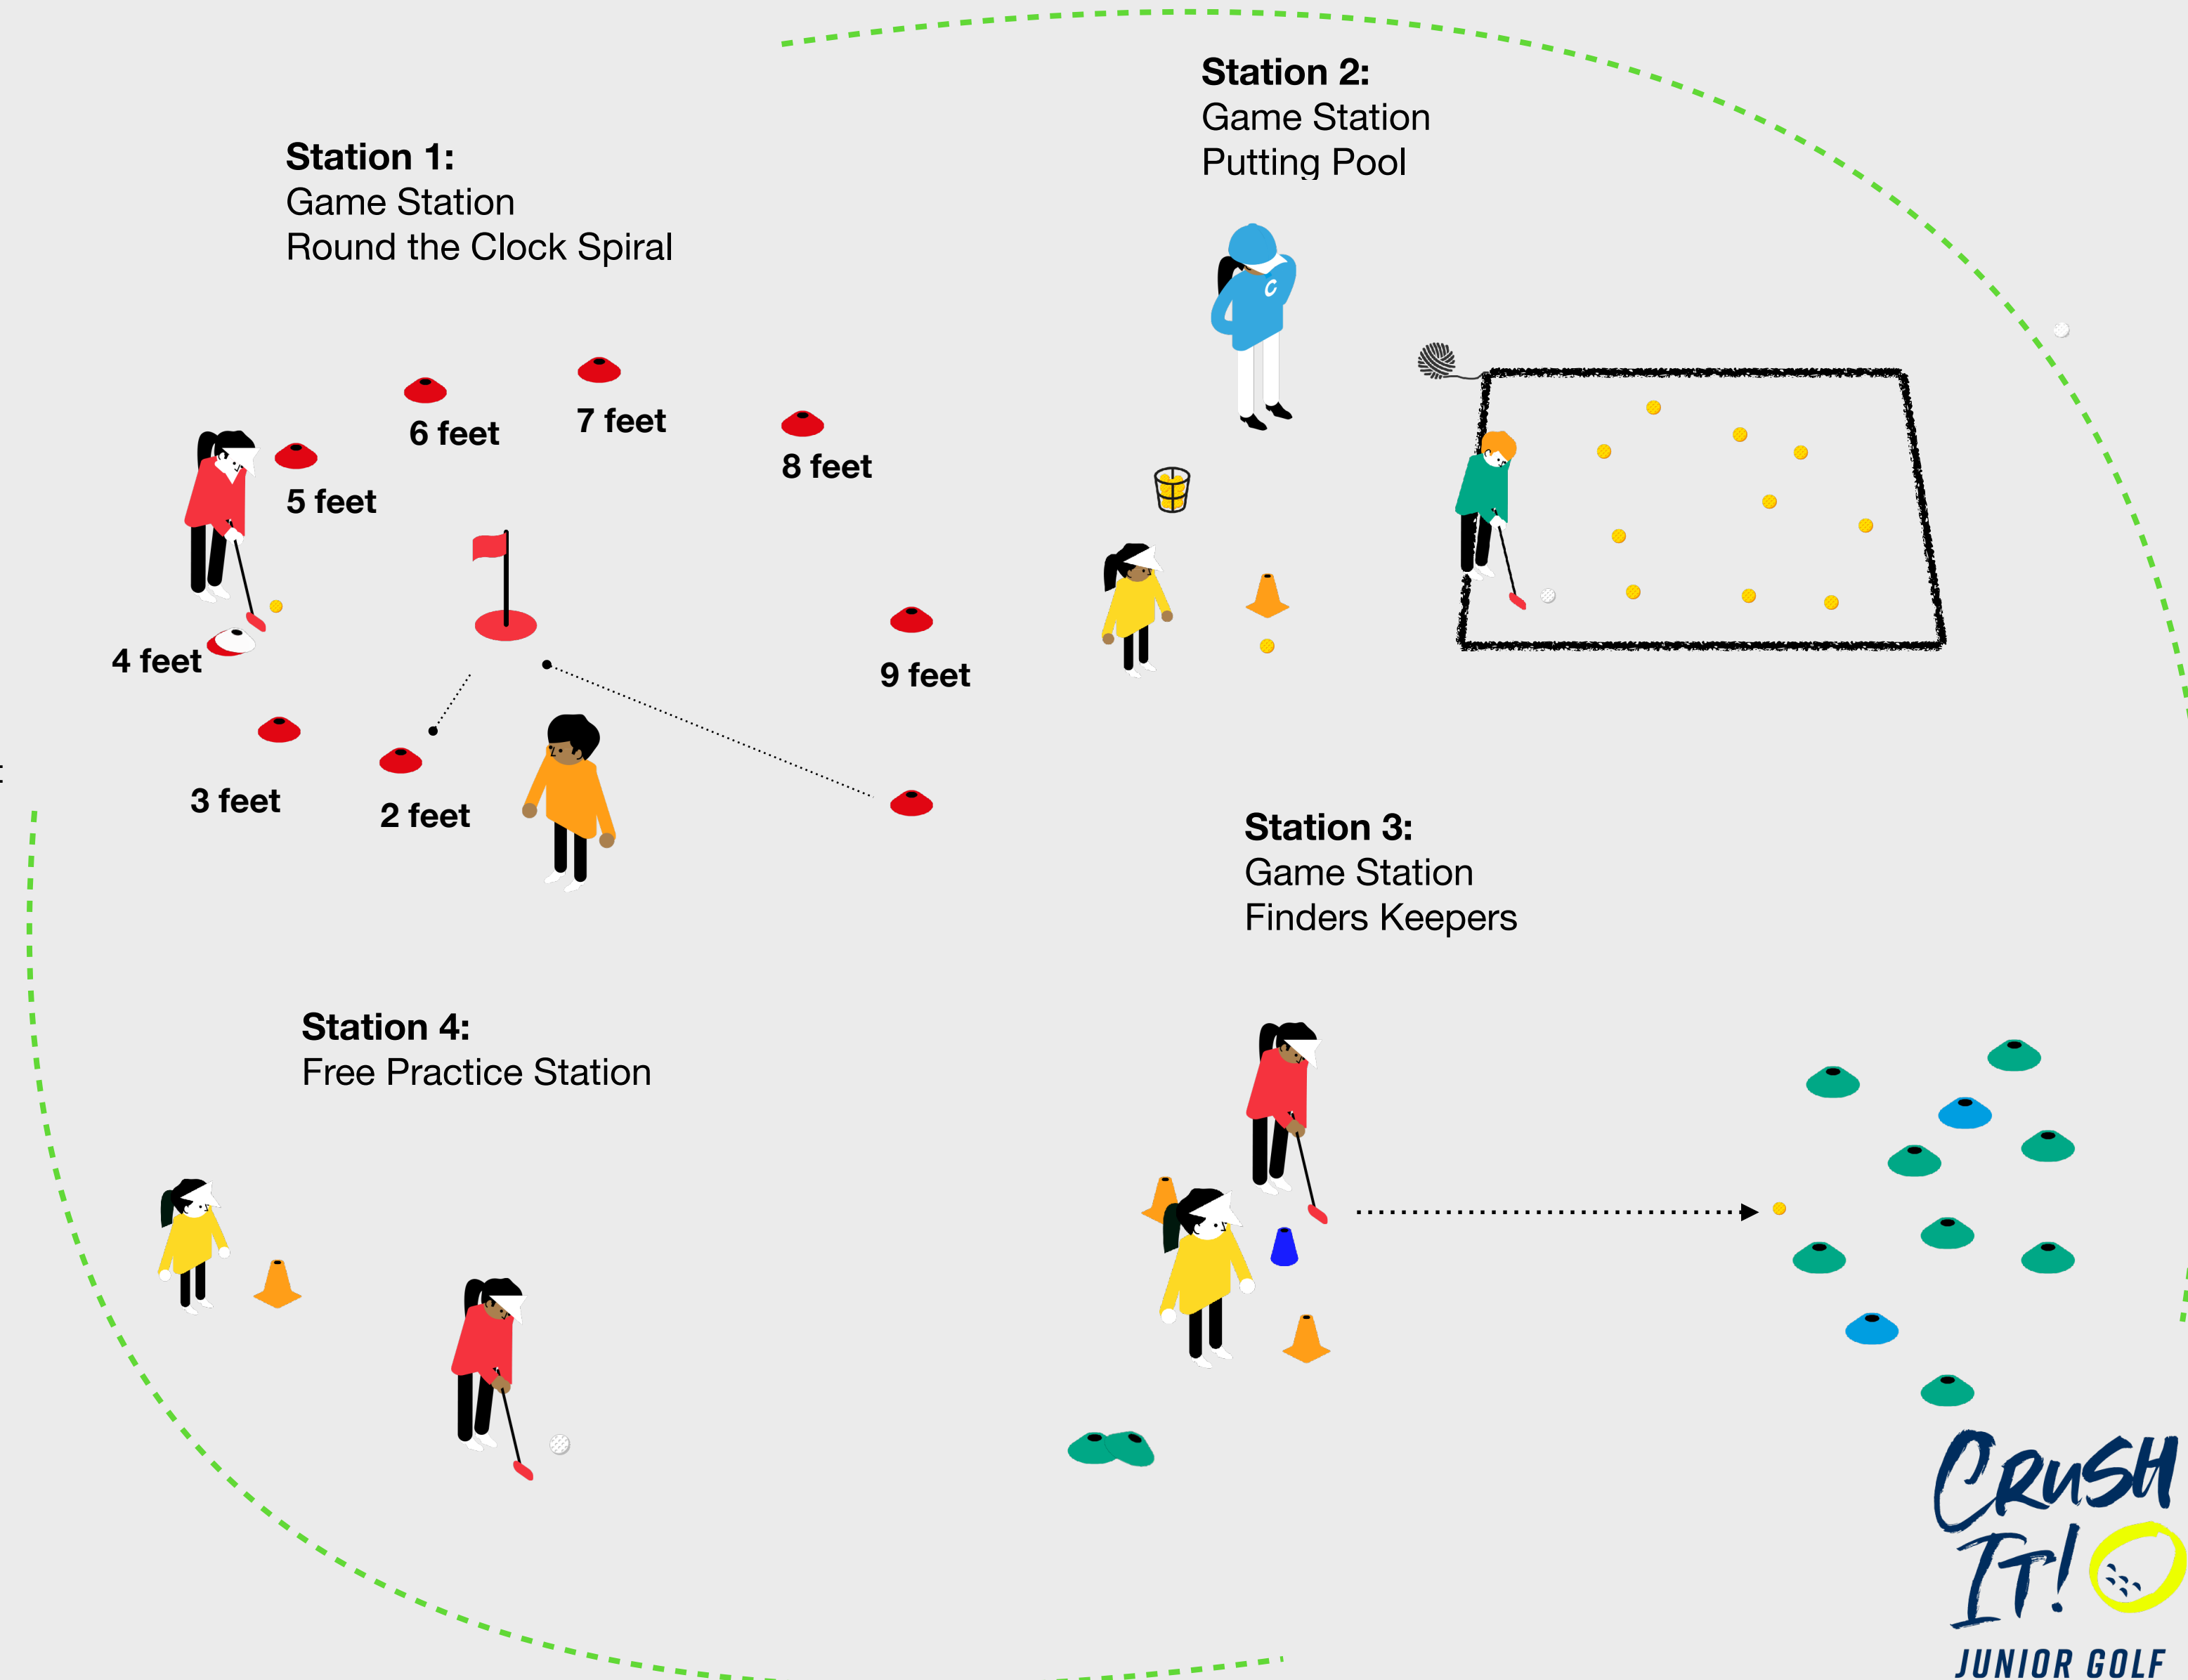 Station 1:
Game Station
Round the Clock Spiral
6 feet
7 feet
8 feet
5 feet
4 feet
9 feet
3 feet
2 feet
Station 2:
Game Station
Putting Pool
C
Station 3:
Game Station
Finders Keepers
Station 4:
Free Practice Station
CRUSH
IT!
JUNIOR GOLF